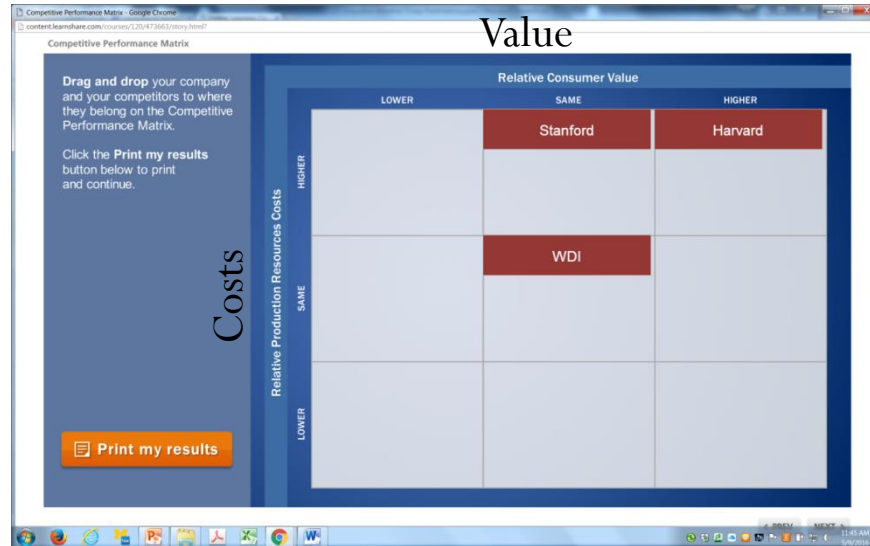 Competitive Performance Matrix - Google Chrome
content.learnshare.com/courses/120/473663/story.html?
Competitive Performance Matrix
Value
Drag and drop your company
and your competitors to where
they belong on the Competitive
Performance Matrix.
Click the Print my results
button below to print
and continue.
Print my results
Costs
Relative Consumer Value
LOWER
SAME
HIGHER
Relative Production Resources Costs
HIGHER
SAME
LOWER
Stanford
Harvard
WDI
< PREV
NEXT >
11:45 AM
5/9/2016